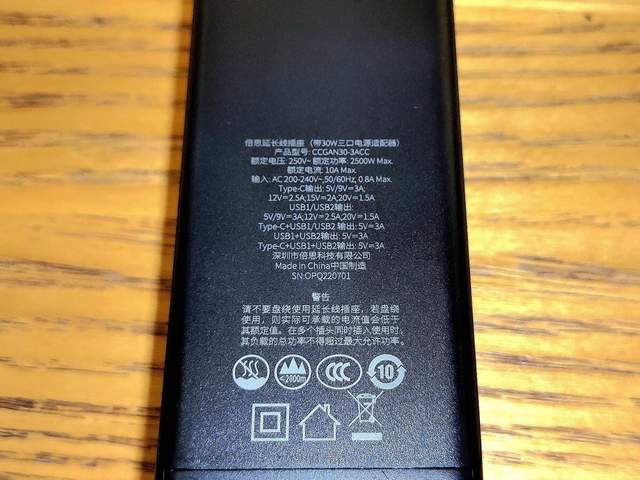 倍思延长线插座（带30W三口电源适配器）
产品型号: CCGAN30-3ACC
额定电压: 250V~ 额定功率: 2500W Max.
额定电流: 10A Max.
输入: AC 200-240V~, 50/60Hz, 0.8A Max.
Type-C输出: 5V/9V⎓3A;
12V⎓2.5A;15V⎓2A;20V⎓1.5A
USB1/USB2输出:
5V/9V⎓3A;12V⎓2.5A;20V⎓1.5A
Type-C+USB1/USB2 输出: 5V⎓3A
USB1+USB2输出: 5V⎓3A
Type-C+USB1+USB2输出: 5V⎓3A
深圳市倍思科技有限公司
Made in China中国制造
SN:OPQ220701
警告
请不要盘绕使用延长线插座，若盘绕
使用，则实际可承载的电流值会低于
其额定值。在多个插头同时插入使用时，
其负载的总功率不得超过最大允许功率。
≤2000m
CCC
10